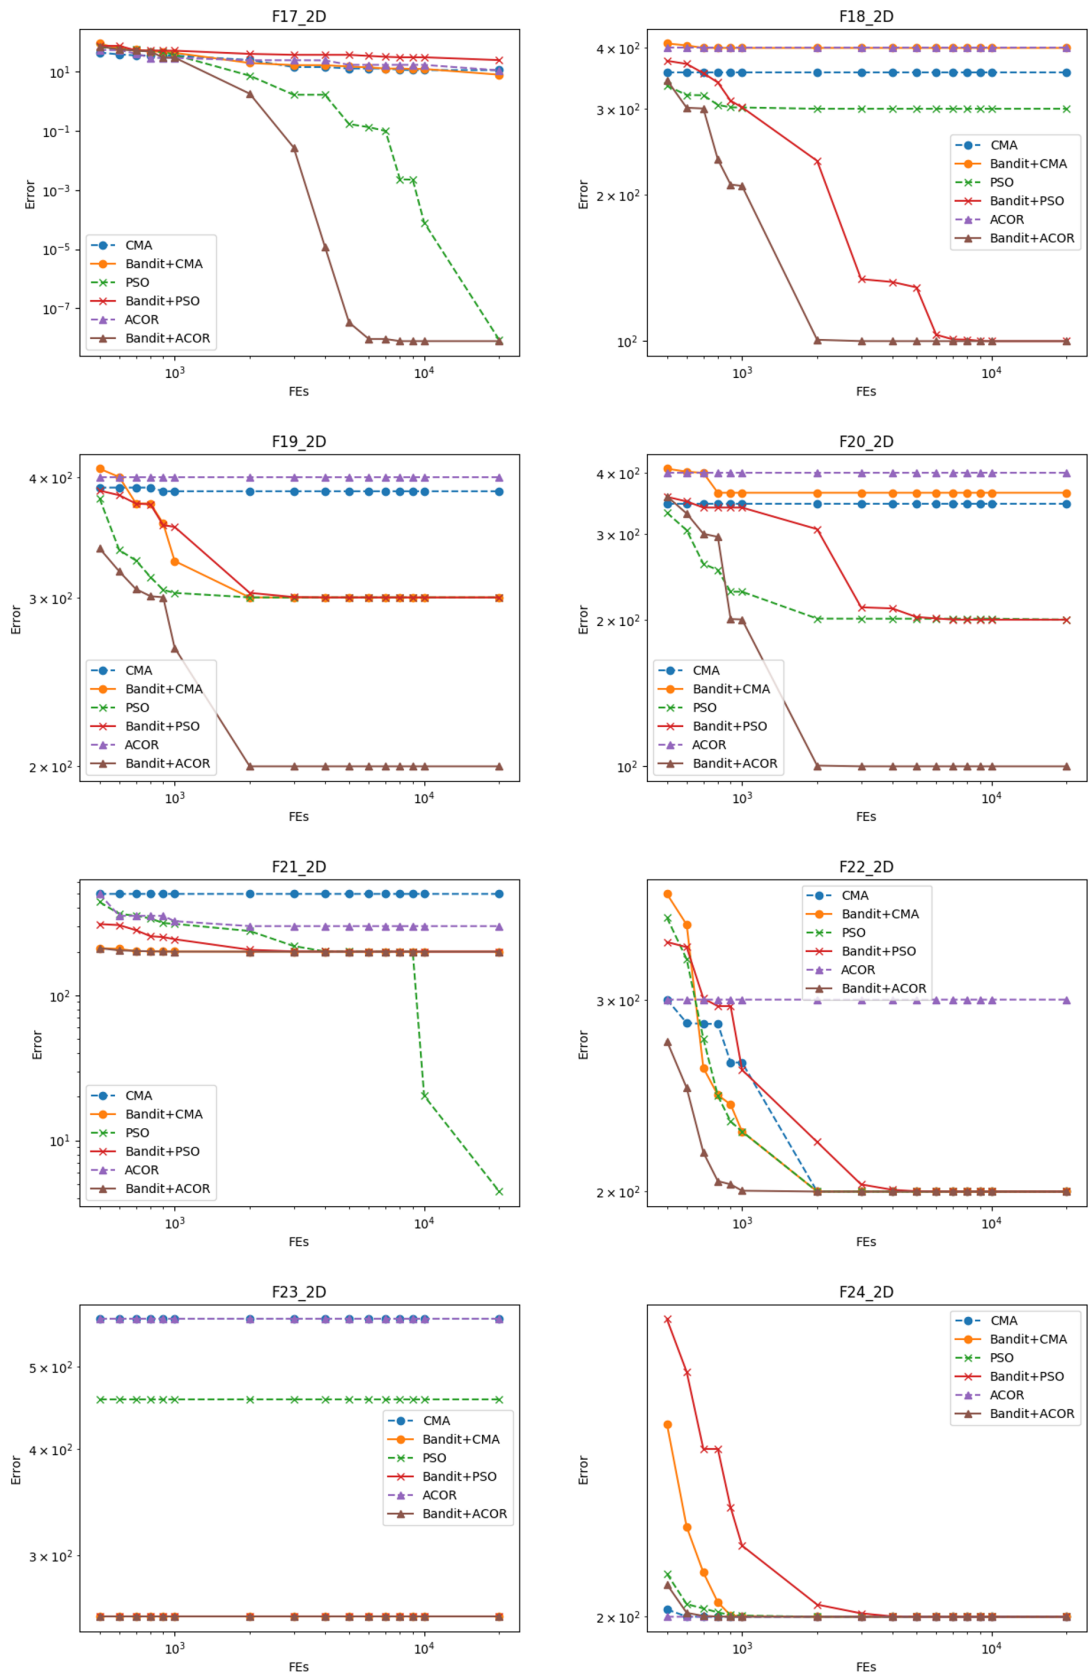 F17_2D
10^1
10^-1
10^-3
10^-5
10^-7
Error
CMA
Bandit+CMA
PSO
Bandit+PSO
ACOR
Bandit+ACOR
10^3
10^4
FEs
F18_2D
4 × 10^2
3 × 10^2
2 × 10^2
10^2
Error
CMA
Bandit+CMA
PSO
Bandit+PSO
ACOR
Bandit+ACOR
10^3
10^4
FEs
F19_2D
4 × 10^2
3 × 10^2
2 × 10^2
Error
CMA
Bandit+CMA
PSO
Bandit+PSO
ACOR
Bandit+ACOR
10^3
10^4
FEs
F20_2D
4 × 10^2
3 × 10^2
2 × 10^2
10^2
Error
CMA
Bandit+CMA
PSO
Bandit+PSO
ACOR
Bandit+ACOR
10^3
10^4
FEs
F21_2D
10^2
10^1
Error
CMA
Bandit+CMA
PSO
Bandit+PSO
ACOR
Bandit+ACOR
10^3
10^4
FEs
F22_2D
3 × 10^2
2 × 10^2
Error
CMA
Bandit+CMA
PSO
Bandit+PSO
ACOR
Bandit+ACOR
10^3
10^4
FEs
F23_2D
5 × 10^2
4 × 10^2
3 × 10^2
Error
CMA
Bandit+CMA
PSO
Bandit+PSO
ACOR
Bandit+ACOR
10^3
10^4
FEs
F24_2D
2 × 10^2
Error
CMA
Bandit+CMA
PSO
Bandit+PSO
ACOR
Bandit+ACOR
10^3
10^4
FEs